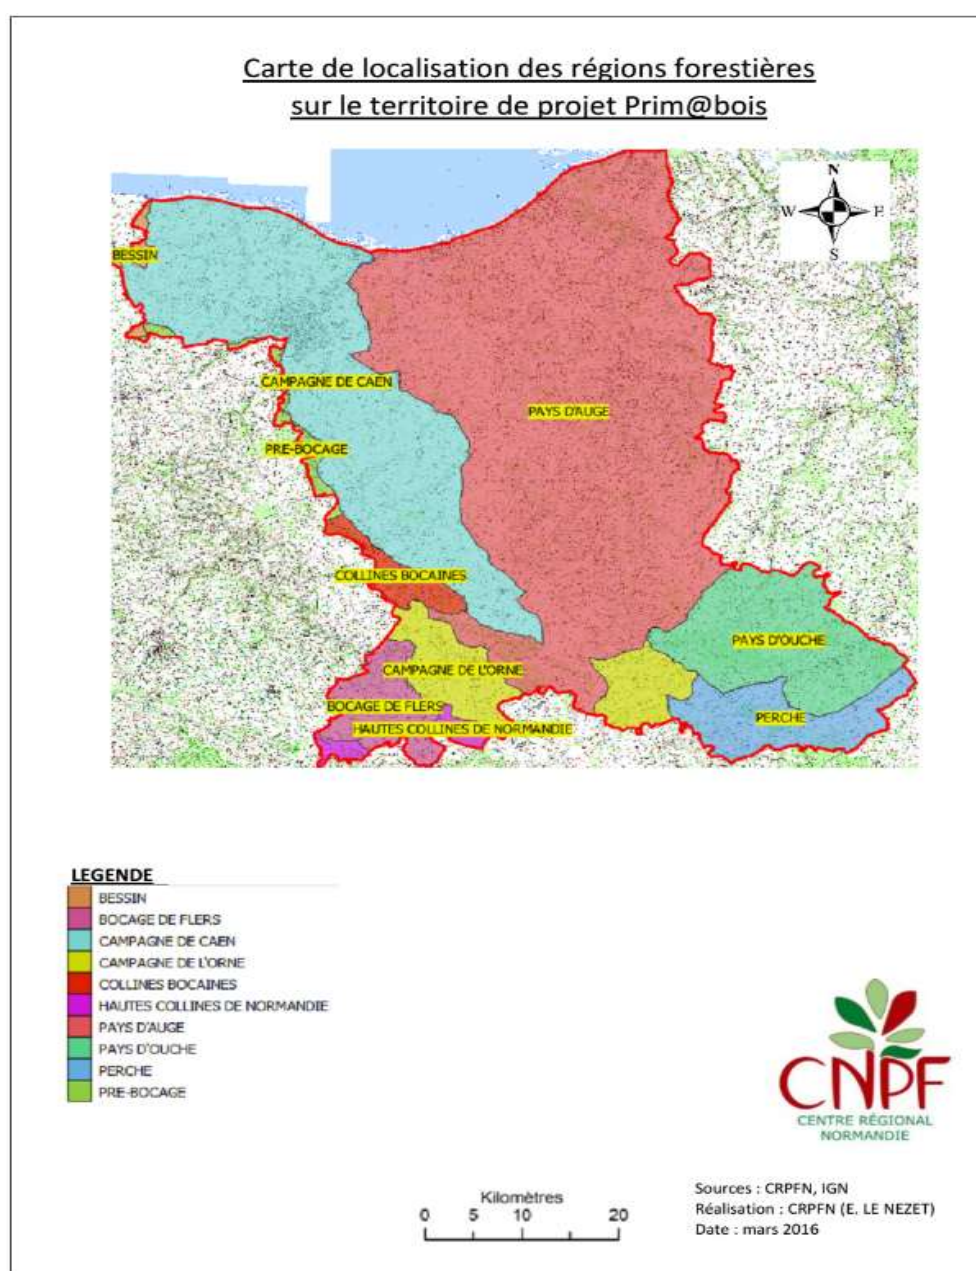 Carte de localisation des régions forestières
sur le territoire de projet Prim@bois
N
W
E
S
BESSIN
CAMPAGNE DE CAEN
PAYS D'AUGE
PRE-BOCAGE
COLLINES BOCAINES
PAYS D'OUCHE
CAMPAGNE DE L'ORNE
BOCAGE DE FLERS
PERCHE
HAUTES COLLINES DE NORMANDIE
LEGENDE
BESSIN
BOCAGE DE FLERS
CAMPAGNE DE CAEN
CAMPAGNE DE L'ORNE
COLLINES BOCAINES
HAUTES COLLINES DE NORMANDIE
PAYS D'AUGE
PAYS D'OUCHE
PERCHE
PRE-BOCAGE
CNPF
CENTRE RÉGIONAL
NORMANDIE
Kilomètres
0 5 10 20
Sources : CRPFN, IGN
Réalisation : CRPFN (E. LE NEZET)
Date : mars 2016